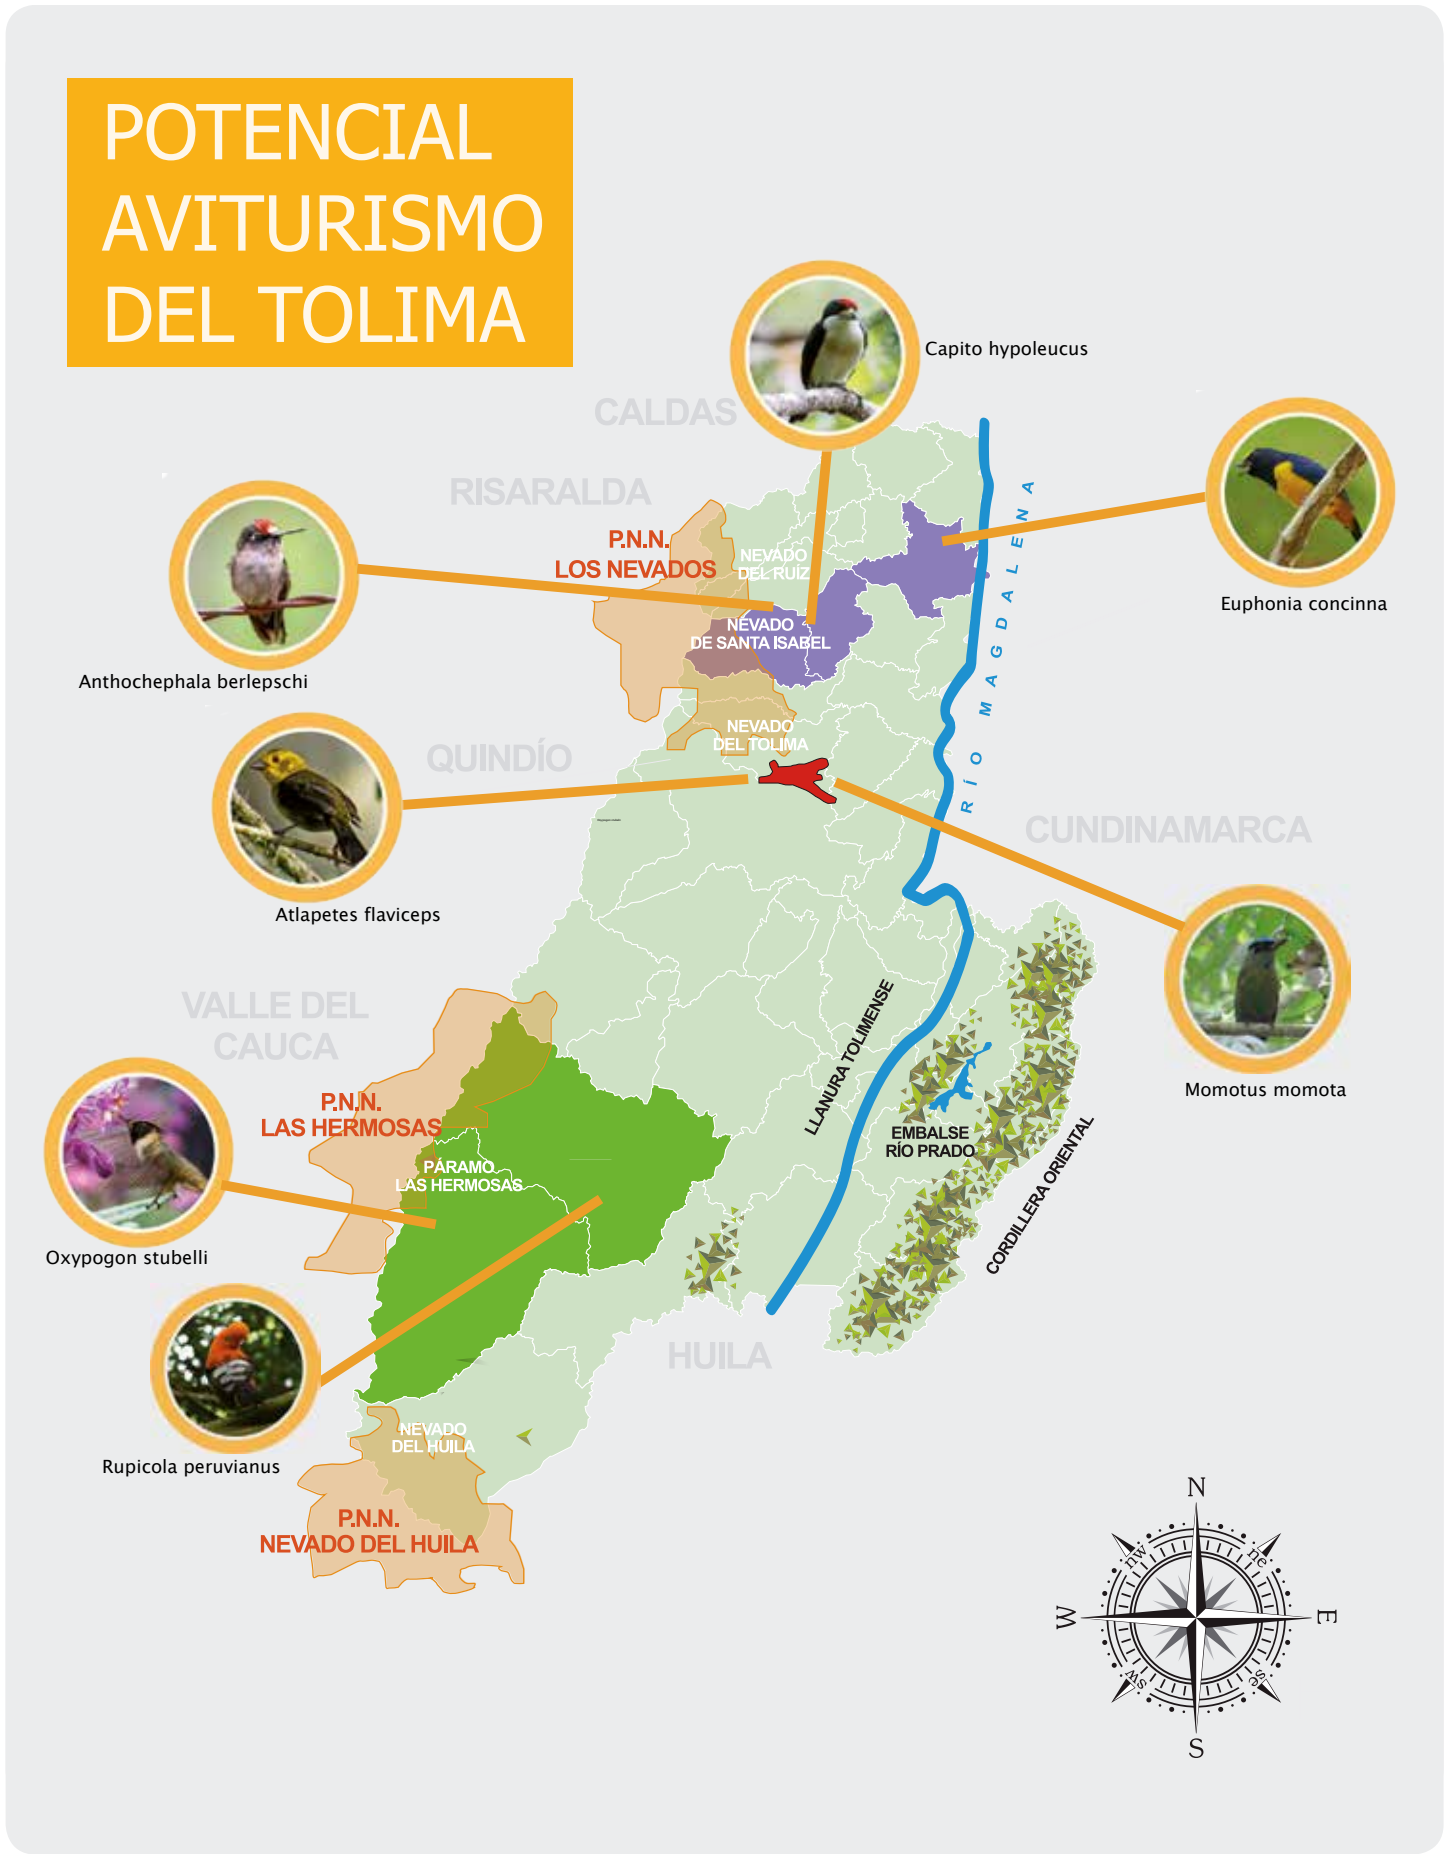 POTENCIAL
AVITURISMO
DEL TOLIMA
Capito hypoleucus
CALDAS
RISARALDA
P.N.N.
LOS NEVADOS
NEVADO
DEL RUÍZ
RÍO MAGDALENA
Euphonia concinna
NEVADO
DE SANTA ISABEL
Anthochephala berlepschi
NEVADO
DEL TOLIMA
QUINDÍO
CUNDINAMARCA
Atlapetes flaviceps
VALLE DEL
CAUCA
LLANURA TOLIMENSE
Momotus momota
P.N.N.
LAS HERMOSAS
EMBALSE
RÍO PRADO
PÁRAMO
LAS HERMOSAS
CORDILLERA ORIENTAL
Oxypogon stubelli
HUILA
NEVADO
DEL HUILA
Rupicola peruvianus
P.N.N.
NEVADO DEL HUILA
N
nw
ne
W
E
sw
se
S